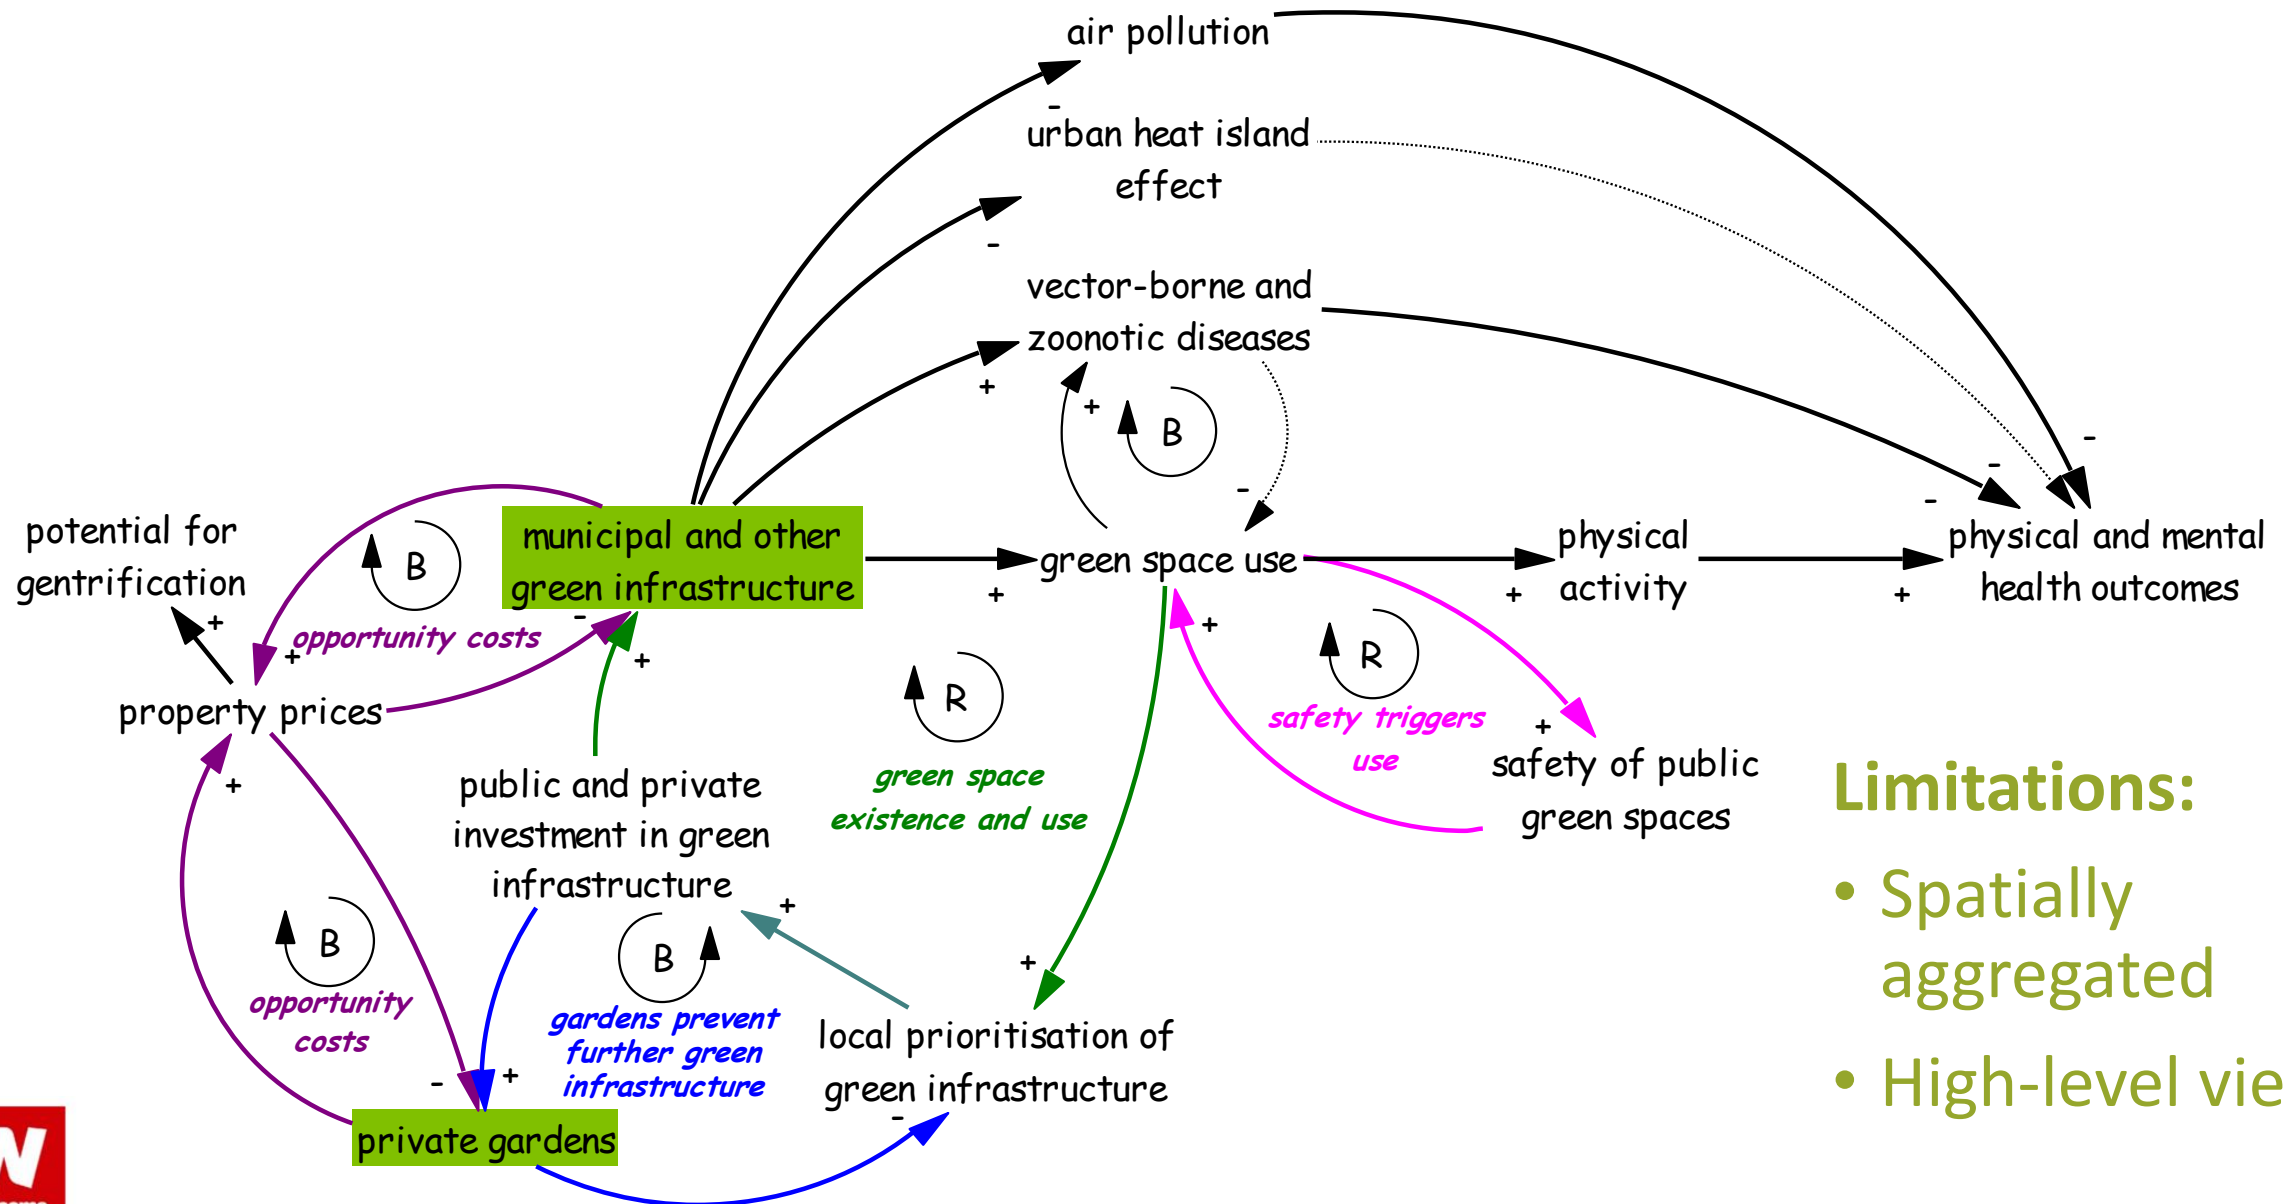 air pollution
-
urban heat island
effect
-
vector-borne and
zoonotic diseases
+
+
B
-
-
-
-
potential for
gentrification
B
municipal and other
green infrastructure
+
green space use
+
physical
activity
+
physical and mental
health outcomes
+
-
opportunity costs
+
+
+
R
safety triggers
use
+
property prices
R
green space
existence and use
safety of public
green spaces
+
public and private
investment in green
infrastructure
+
B
opportunity
costs
B
gardens prevent
further green
infrastructure
+
local prioritisation of
green infrastructure
-
-
+
private gardens
Limitations:
• Spatially
aggregated
• High-level vie
W